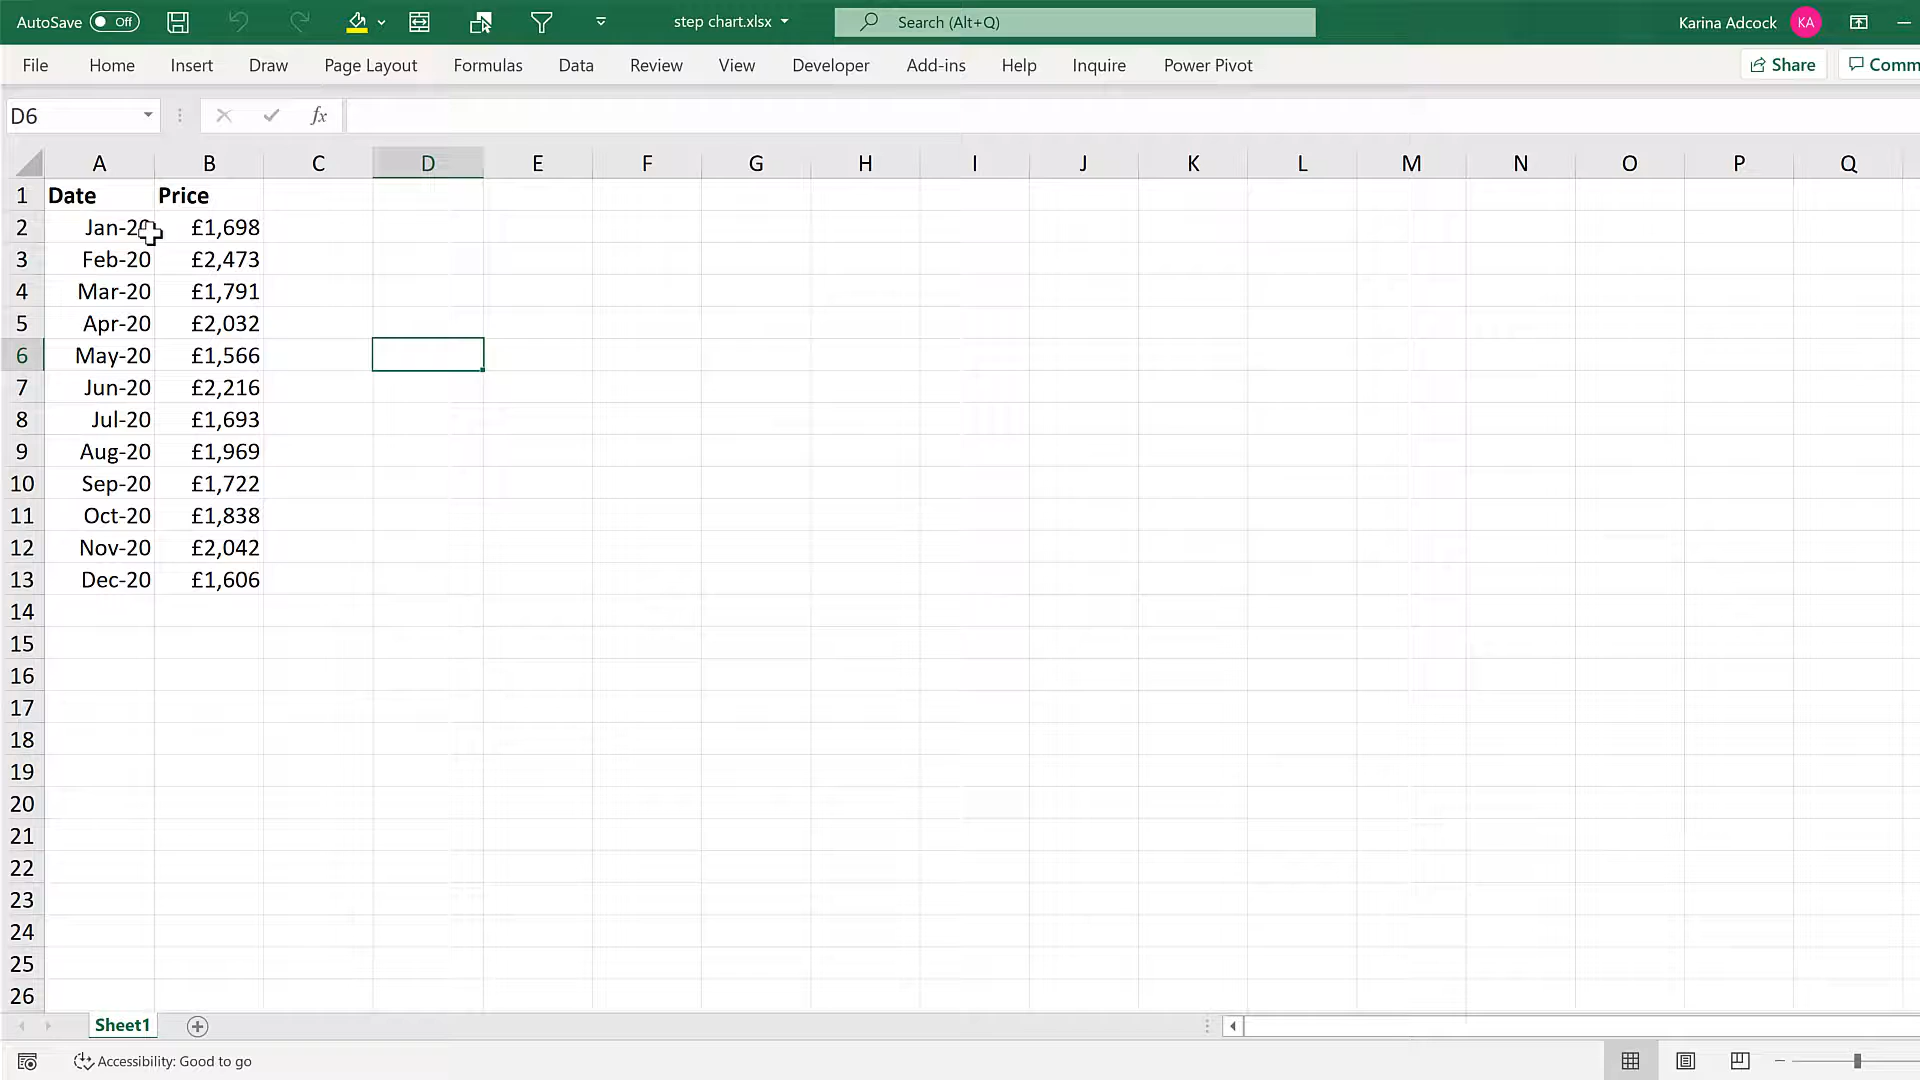 AutoSave Off step chart.xlsx Search (Alt+Q) Karina Adcock KA
File Home Insert Draw Page Layout Formulas Data Review View Developer Add-ins Help Inquire Power Pivot Share Comm
D6 fx
A B C D E F G H I J K L M N O P Q
1 Date Price
2 Jan-20 £1,698
3 Feb-20 £2,473
4 Mar-20 £1,791
5 Apr-20 £2,032
6 May-20 £1,566
7 Jun-20 £2,216
8 Jul-20 £1,693
9 Aug-20 £1,969
10 Sep-20 £1,722
11 Oct-20 £1,838
12 Nov-20 £2,042
13 Dec-20 £1,606
14
15
16
17
18
19
20
21
22
23
24
25
26
Sheet1
Accessibility: Good to go